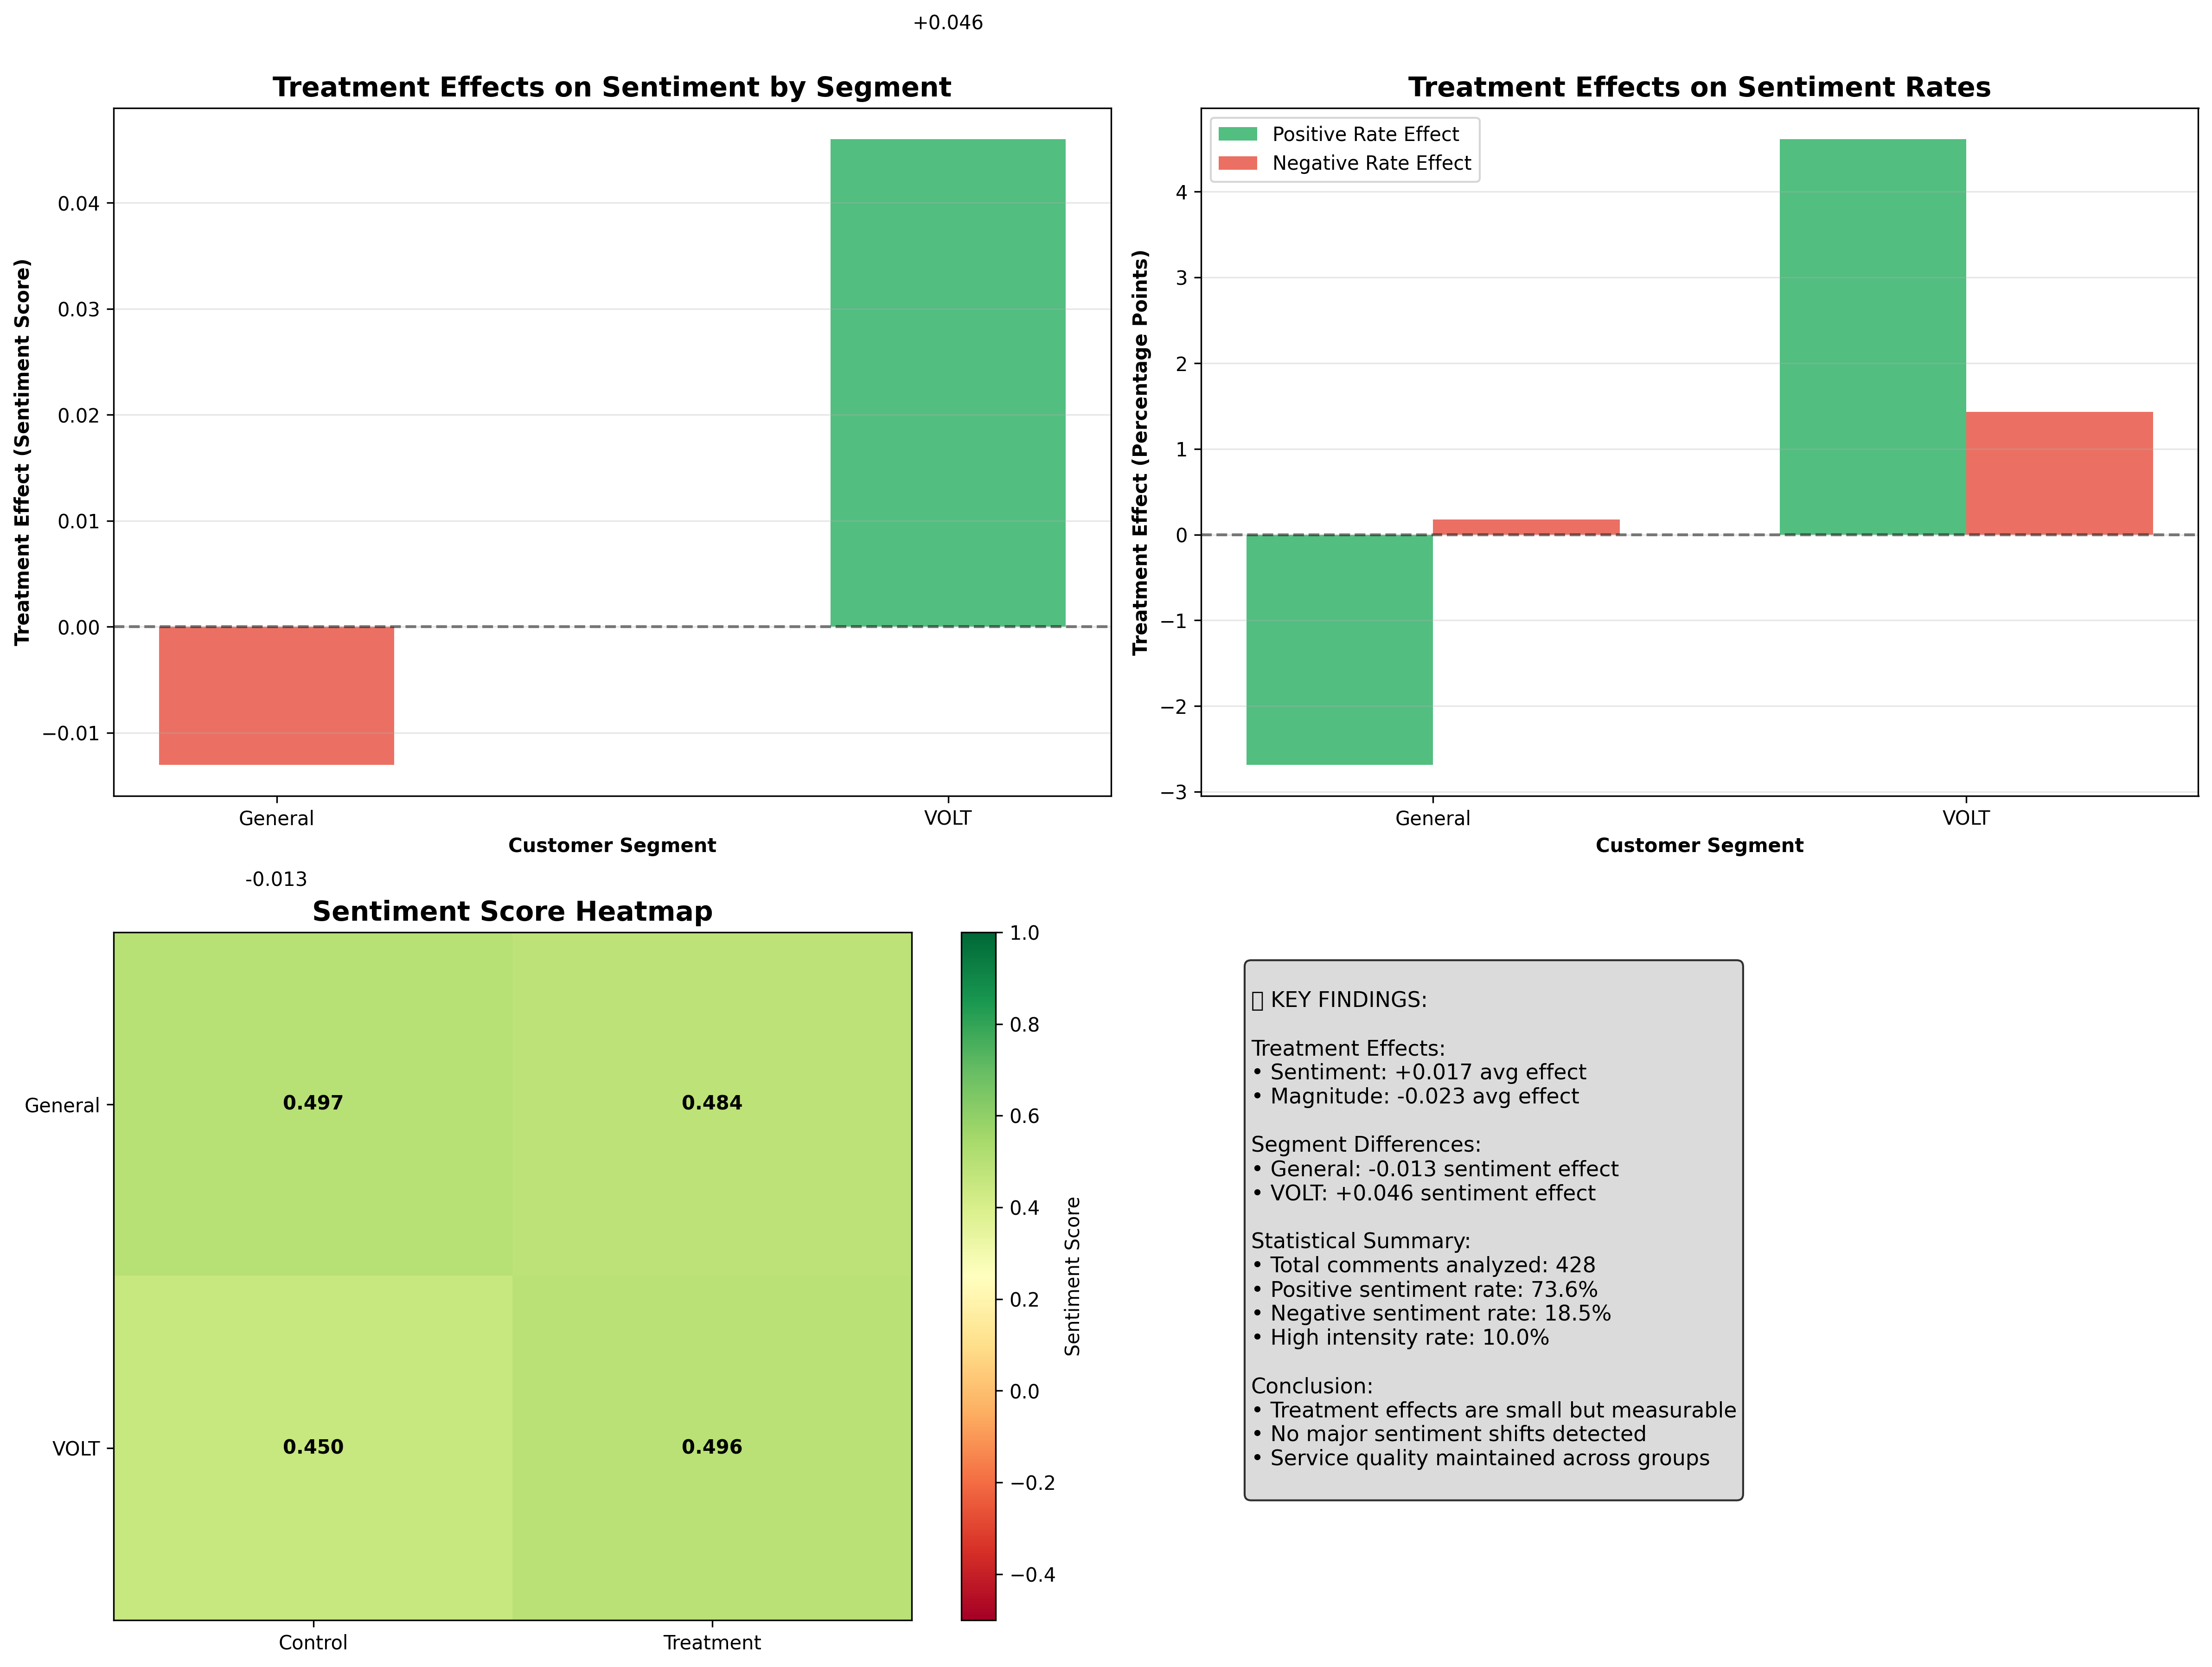 +0.046
Treatment Effects on Sentiment by Segment
Treatment Effect (Sentiment Score)
0.04
0.03
0.02
0.01
0.00
−0.01
General
VOLT
Customer Segment
-0.013
Treatment Effects on Sentiment Rates
Positive Rate Effect
Negative Rate Effect
Treatment Effect (Percentage Points)
4
3
2
1
0
−1
−2
−3
General
VOLT
Customer Segment
Sentiment Score Heatmap
General
VOLT
0.497
0.484
0.450
0.496
Control
Treatment
1.0
0.8
0.6
0.4
0.2
0.0
−0.2
−0.4
Sentiment Score
KEY FINDINGS:
Treatment Effects:
• Sentiment: +0.017 avg effect
• Magnitude: -0.023 avg effect
Segment Differences:
• General: -0.013 sentiment effect
• VOLT: +0.046 sentiment effect
Statistical Summary:
• Total comments analyzed: 428
• Positive sentiment rate: 73.6%
• Negative sentiment rate: 18.5%
• High intensity rate: 10.0%
Conclusion:
• Treatment effects are small but measurable
• No major sentiment shifts detected
• Service quality maintained across groups